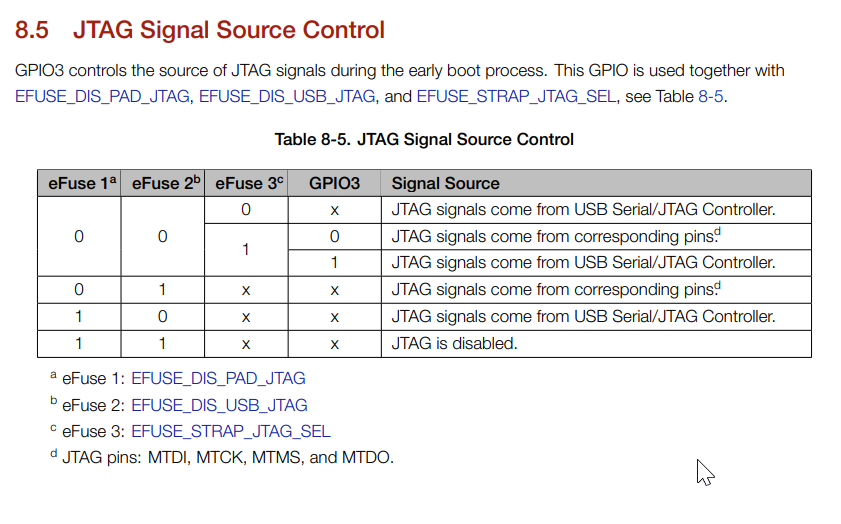 8.5 JTAG Signal Source Control
GPIO3 controls the source of JTAG signals during the early boot process. This GPIO is used together with
EFUSE_DIS_PAD_JTAG, EFUSE_DIS_USB_JTAG, and EFUSE_STRAP_JTAG_SEL, see Table 8-5.
Table 8-5. JTAG Signal Source Control
eFuse 1a eFuse 2b eFuse 3c GPIO3 Signal Source
0 x JTAG signals come from USB Serial/JTAG Controller.
0 0 1 0 JTAG signals come from corresponding pins.d
1 JTAG signals come from USB Serial/JTAG Controller.
0 1 x x JTAG signals come from corresponding pins.d
1 0 x x JTAG signals come from USB Serial/JTAG Controller.
1 1 x x JTAG is disabled.
a eFuse 1: EFUSE_DIS_PAD_JTAG
b eFuse 2: EFUSE_DIS_USB_JTAG
c eFuse 3: EFUSE_STRAP_JTAG_SEL
d JTAG pins: MTDI, MTCK, MTMS, and MTDO.